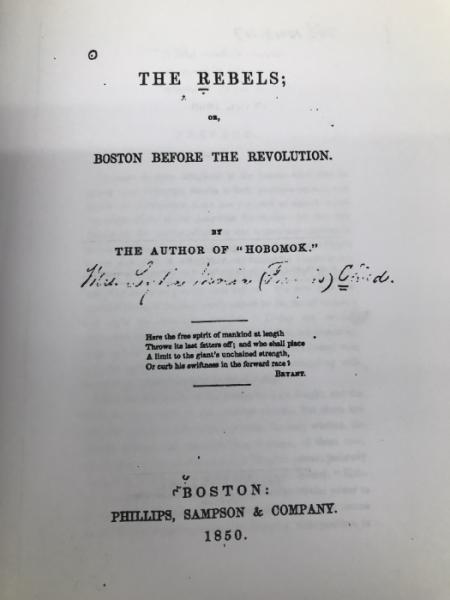 THE REBELS;
OR,
BOSTON BEFORE THE REVOLUTION.
BY
THE AUTHOR OF "HOBOMOK."
Mrs. Lydia Maria (Francis) Child.
Here the free spirit of mankind at length
Throws its last fetters off; and who shall place
A limit to the giant's unchained strength,
Or curb his swiftness in the forward race?
BRYANT.
BOSTON:
PHILLIPS, SAMPSON & COMPANY.
1850.